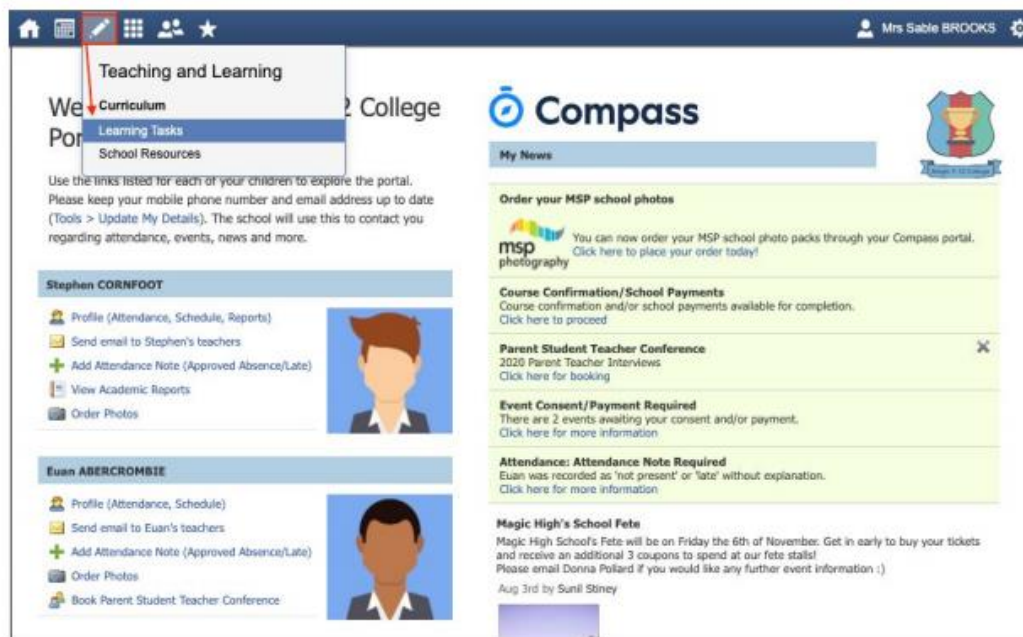 Mrs Sable BROOKS
Teaching and Learning
Curriculum
Learning Tasks
School Resources
We
2 College
Por
Use the links listed for each of your children to explore the portal.
Please keep your mobile phone number and email address up to date
(Tools > Update My Details). The school will use this to contact you
regarding attendance, events, news and more.
Stephen CORNFOOT
Profile (Attendance, Schedule, Reports)
Send email to Stephen's teachers
Add Attendance Note (Approved Absence/Late)
View Academic Reports
Order Photos
Euan ABERCROMBIE
Profile (Attendance, Schedule)
Send email to Euan's teachers
Add Attendance Note (Approved Absence/Late)
Order Photos
Book Parent Student Teacher Conference
Compass
Magic P-12 College
My News
Order your MSP school photos
msp
photography
You can now order your MSP school photo packs through your Compass portal.
Click here to place your order today!
Course Confirmation/School Payments
Course confirmation and/or school payments available for completion.
Click here to proceed
Parent Student Teacher Conference
2020 Parent Teacher Interviews
Click here for booking
Event Consent/Payment Required
There are 2 events awaiting your consent and/or payment.
Click here for more information
Attendance: Attendance Note Required
Euan was recorded as 'not present' or 'late' without explanation.
Click here for more information
Magic High's School Fete
Magic High School's Fete will be on Friday the 6th of November. Get in early to buy your tickets
and receive an additional 3 coupons to spend at our fete stalls!
Please email Donna Pollard if you would like any further event information :)
Aug 3rd by Sunil Stiney